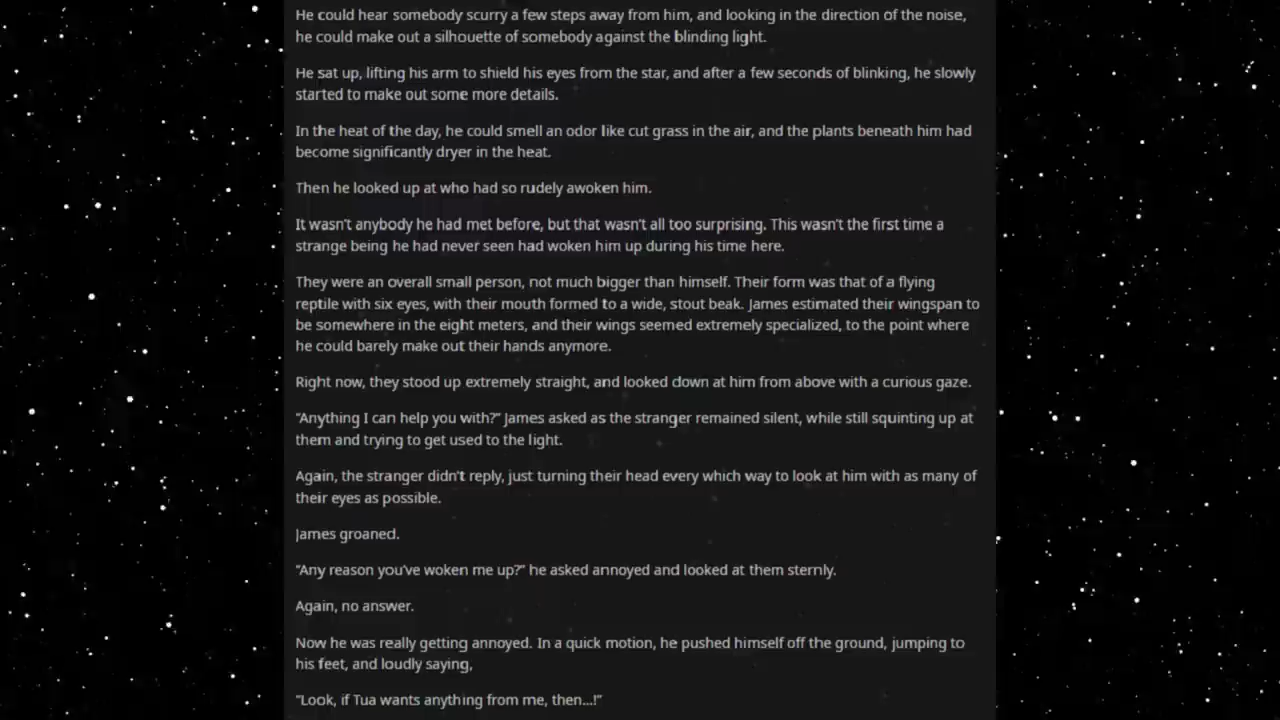 He could hear somebody scurry a few steps away from him, and looking in the direction of the noise,
he could make out a silhouette of somebody against the blinding light.
He sat up, lifting his arm to shield his eyes from the star, and after a few seconds of blinking, he slowly
started to make out some more details.
In the heat of the day, he could smell an odor like cut grass in the air, and the plants beneath him had
become significantly dryer in the heat.
Then he looked up at who had so rudely awoken him.
It wasn't anybody he had met before, but that wasn't all too surprising. This wasn't the first time a
strange being he had never seen had woken him up during his time here.
They were an overall small person, not much bigger than himself. Their form was that of a flying
reptile with six eyes, with their mouth formed to a wide, stout beak. James estimated their wingspan to
be somewhere in the eight meters, and their wings seemed extremely specialized, to the point where
he could barely make out their hands anymore.
Right now, they stood up extremely straight, and looked down at him from above with a curious gaze.
“Anything I can help you with?” James asked as the stranger remained silent, while still squinting up at
them and trying to get used to the light.
Again, the stranger didn't reply, just turning their head every which way to look at him with as many of
their eyes as possible.
James groaned.
“Any reason you've woken me up?” he asked annoyed and looked at them sternly.
Again, no answer.
Now he was really getting annoyed. In a quick motion, he pushed himself off the ground, jumping to
his feet, and loudly saying,
“Look, if Tua wants anything from me, then...!”